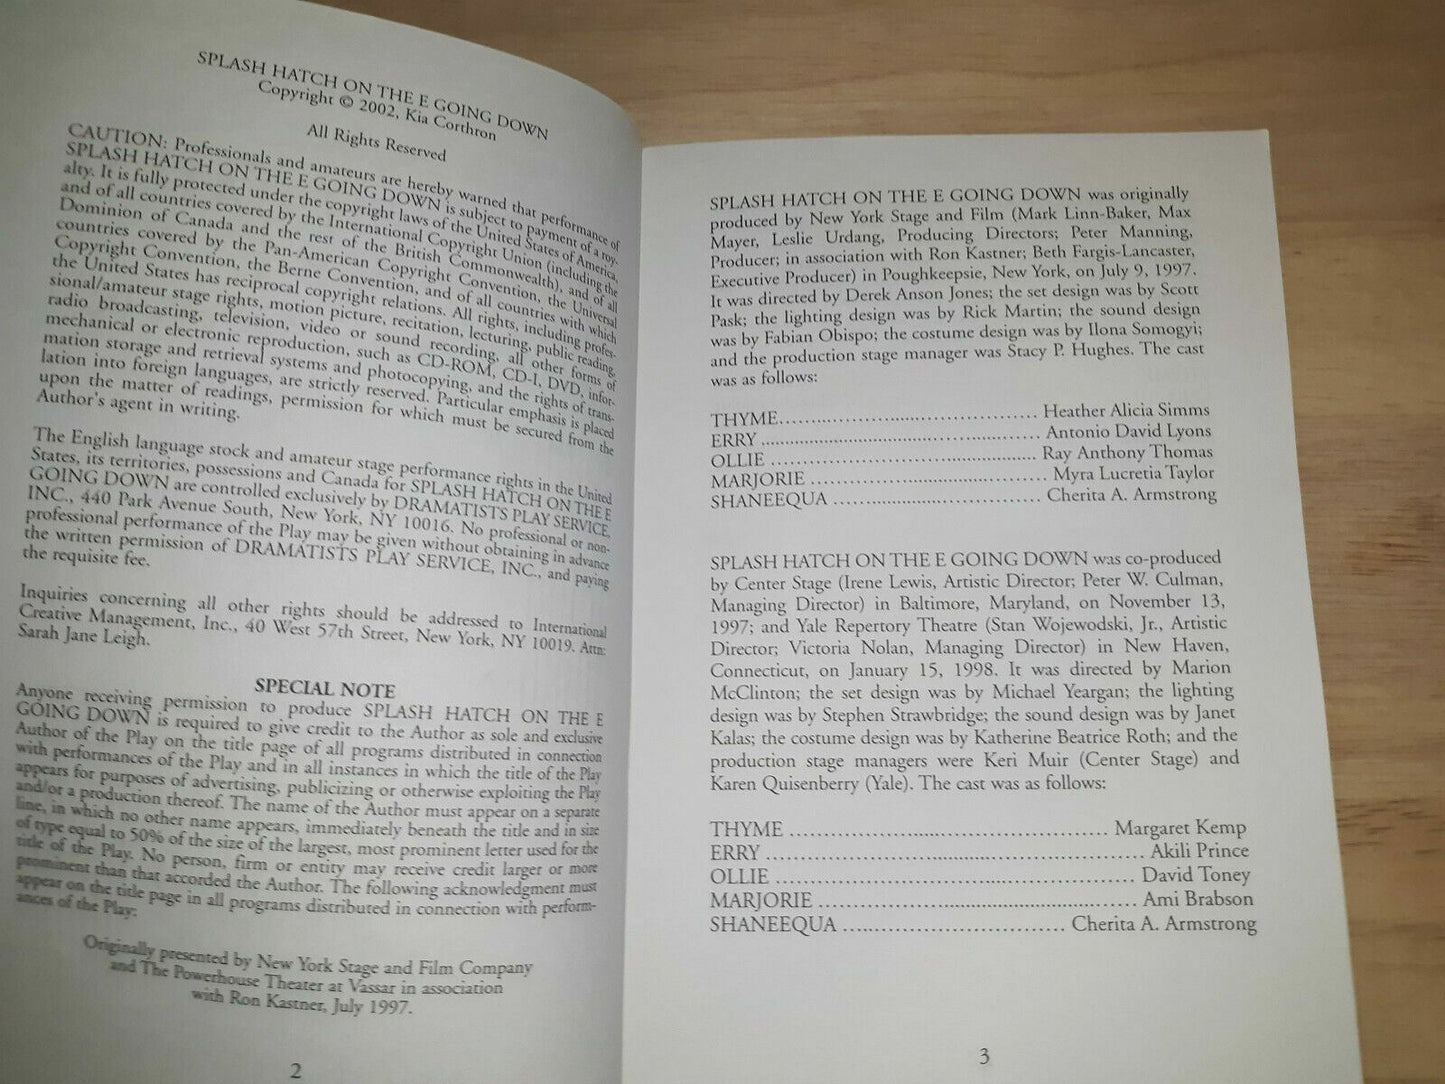 SPLASH HATCH ON THE E GOING DOWN
Copyright © 2002, Kia Corthron
All Rights Reserved
CAUTION: Professionals and amateurs are hereby warned that performance of
SPLASH HATCH ON THE E GOING DOWN is subject to payment of a roy-
alty. It is fully protected under the copyright laws of the United States of America,
and of all countries covered by the International Copyright Union (including the
Dominion of Canada and the rest of the British Commonwealth), and of all
countries covered by the Pan-American Copyright Convention, the Universal
Copyright Convention, the Berne Convention, and of all countries with which
the United States has reciprocal copyright relations. All rights, including profes-
sional/amateur stage rights, motion picture, recitation, lecturing, public reading,
radio broadcasting, television, video or sound recording, all other forms of
mechanical or electronic reproduction, such as CD-ROM, CD-I, DVD, infor-
mation storage and retrieval systems and photocopying, and the rights of trans-
lation into foreign languages, are strictly reserved. Particular emphasis is placed
upon the matter of readings, permission for which must be secured from the
Author's agent in writing.
The English language stock and amateur stage performance rights in the United
States, its territories, possessions and Canada for SPLASH HATCH ON THE E
GOING DOWN are controlled exclusively by DRAMATISTS PLAY SERVICE,
INC., 440 Park Avenue South, New York, NY 10016. No professional or non-
professional performance of the Play may be given without obtaining in advance
the written permission of DRAMATISTS PLAY SERVICE, INC., and paying
the requisite fee.
Inquiries concerning all other rights should be addressed to International
Creative Management, Inc., 40 West 57th Street, New York, NY 10019. Attn:
Sarah Jane Leigh.
SPECIAL NOTE
Anyone receiving permission to produce SPLASH HATCH ON THE E
GOING DOWN is required to give credit to the Author as sole and exclusive
Author of the Play on the title page of all programs distributed in connection
with performances of the Play and in all instances in which the title of the Play
appears for purposes of advertising, publicizing or otherwise exploiting the Play
and/or a production thereof. The name of the Author must appear on a separate
line, in which no other name appears, immediately beneath the title and in size
of type equal to 50% of the size of the largest, most prominent letter used for the
title of the Play. No person, firm or entity may receive credit larger or more
prominent than that accorded the Author. The following acknowledgment must
appear on the title page in all programs distributed in connection with perform-
ances of the Play:
Originally presented by New York Stage and Film Company
and The Powerhouse Theater at Vassar in association
with Ron Kastner, July 1997.
2
SPLASH HATCH ON THE E GOING DOWN was originally
produced by New York Stage and Film (Mark Linn-Baker, Max
Mayer, Leslie Urdang, Producing Directors; Peter Manning,
Producer; in association with Ron Kastner; Beth Fargis-Lancaster,
Executive Producer) in Poughkeepsie, New York, on July 9, 1997.
It was directed by Derek Anson Jones; the set design was by Scott
Pask; the lighting design was by Rick Martin; the sound design
was by Fabian Obispo; the costume design was by Ilona Somogyi;
and the production stage manager was Stacy P. Hughes. The cast
was as follows:
THYME........................................ Heather Alicia Simms
ERRY ........................................... Antonio David Lyons
OLLIE .......................................... Ray Anthony Thomas
MARJORIE ..................................... Myra Lucretia Taylor
SHANEEQUA ................................. Cherita A. Armstrong
SPLASH HATCH ON THE E GOING DOWN was co-produced
by Center Stage (Irene Lewis, Artistic Director; Peter W. Culman,
Managing Director) in Baltimore, Maryland, on November 13,
1997; and Yale Repertory Theatre (Stan Wojewodski, Jr., Artistic
Director; Victoria Nolan, Managing Director) in New Haven,
Connecticut, on January 15, 1998. It was directed by Marion
McClinton; the set design was by Michael Yeargan; the lighting
design was by Stephen Strawbridge; the sound design was by Janet
Kalas; the costume design was by Katherine Beatrice Roth; and the
production stage managers were Keri Muir (Center Stage) and
Karen Quisenberry (Yale). The cast was as follows:
THYME ................................................ Margaret Kemp
ERRY ......................................................... Akili Prince
OLLIE ...................................................... David Toney
MARJORIE ................................................ Ami Brabson
SHANEEQUA .................................. Cherita A. Armstrong
3